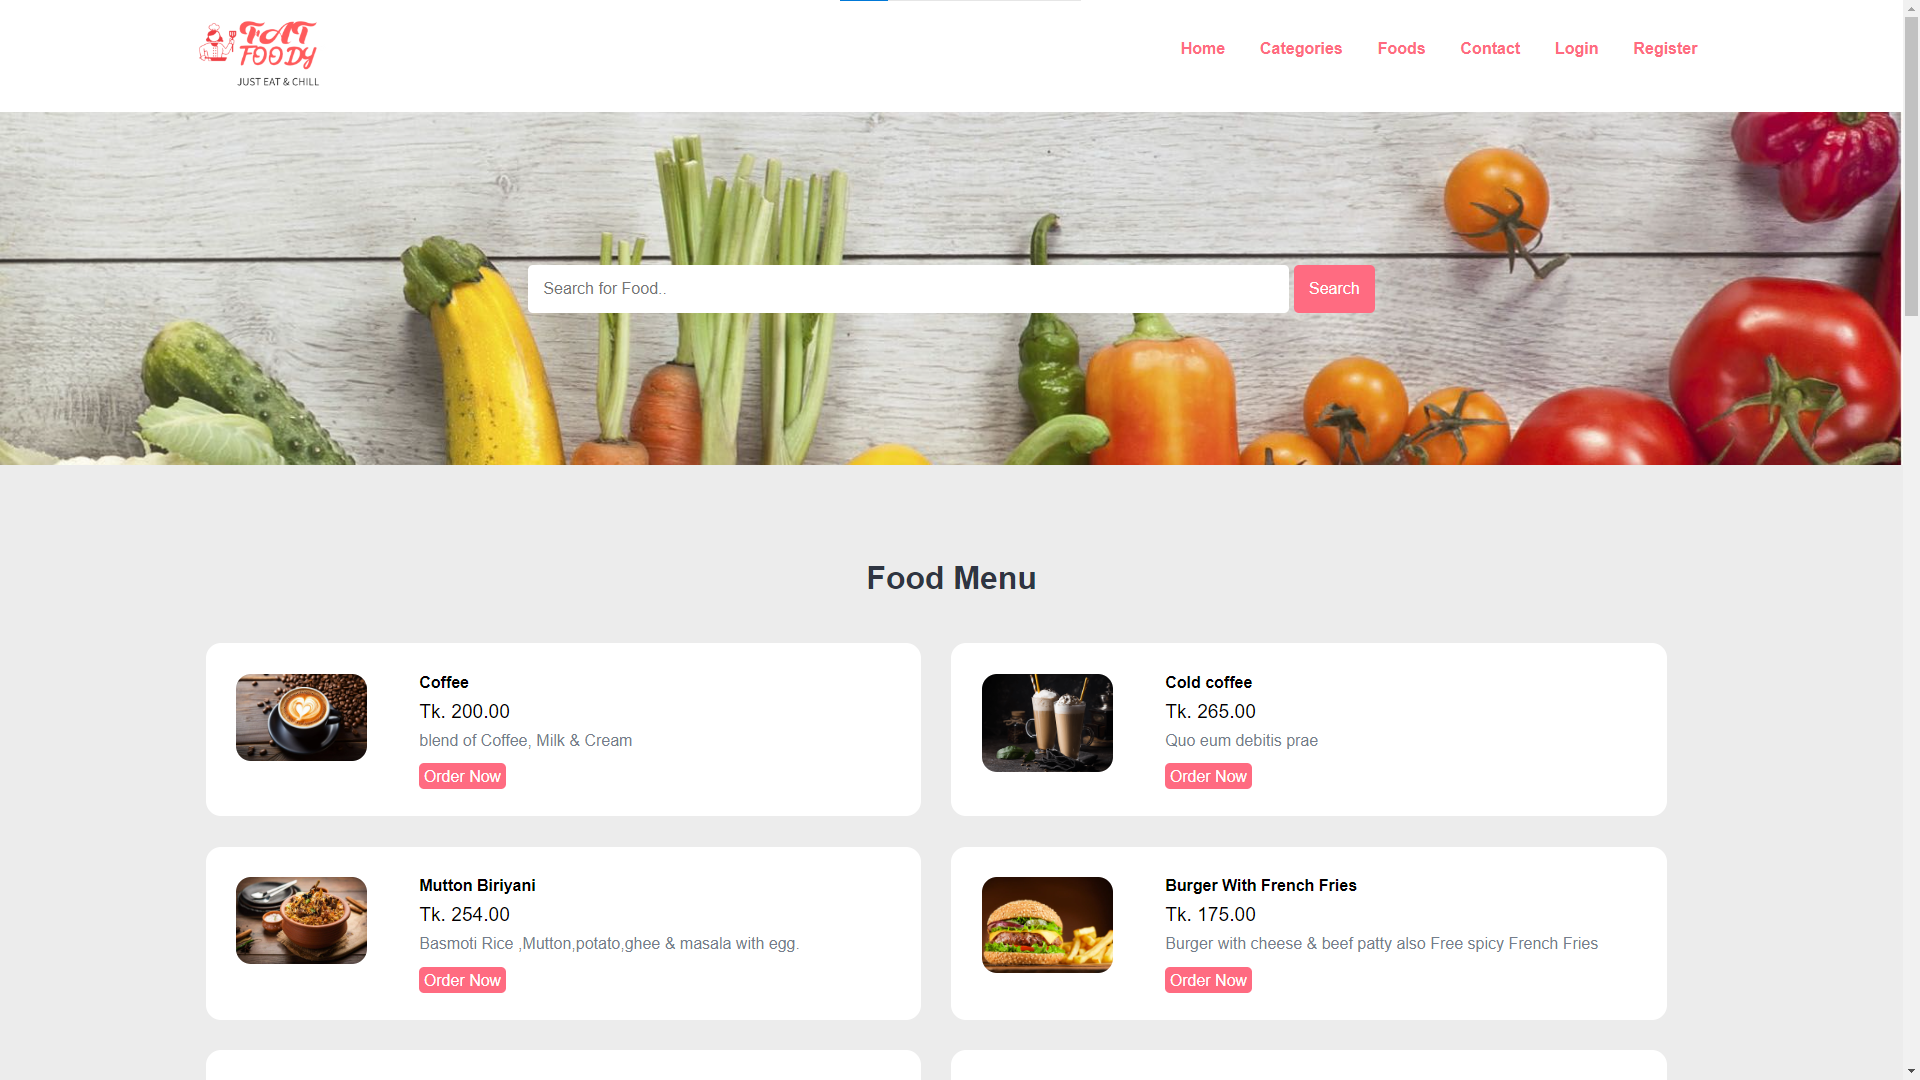 FAT
FOODY
JUST EAT & CHILL
Home Categories Foods Contact Login Register
Search for Food..
Search
Food Menu
Coffee
Tk. 200.00
blend of Coffee, Milk & Cream
Order Now
Cold coffee
Tk. 265.00
Quo eum debitis prae
Order Now
Mutton Biriyani
Tk. 254.00
Basmoti Rice ,Mutton,potato,ghee & masala with egg.
Order Now
Burger With French Fries
Tk. 175.00
Burger with cheese & beef patty also Free spicy French Fries
Order Now